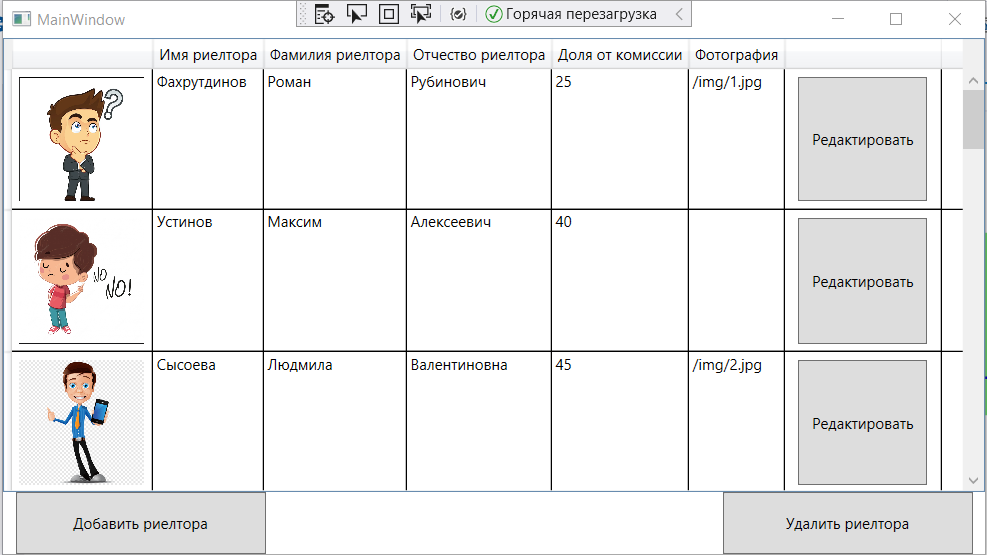 MainWindow
Горячая перезагрузка
Имя риелтора Фамилия риелтора Отчество риелтора Доля от комиссии Фотография
Фахрутдинов Роман Рубинович 25 /img/1.jpg
?
Редактировать
Устинов Максим Алексеевич 40
NO
NO!
Редактировать
Сысоева Людмила Валентиновна 45 /img/2.jpg
Редактировать
Добавить риелтора Удалить риелтора